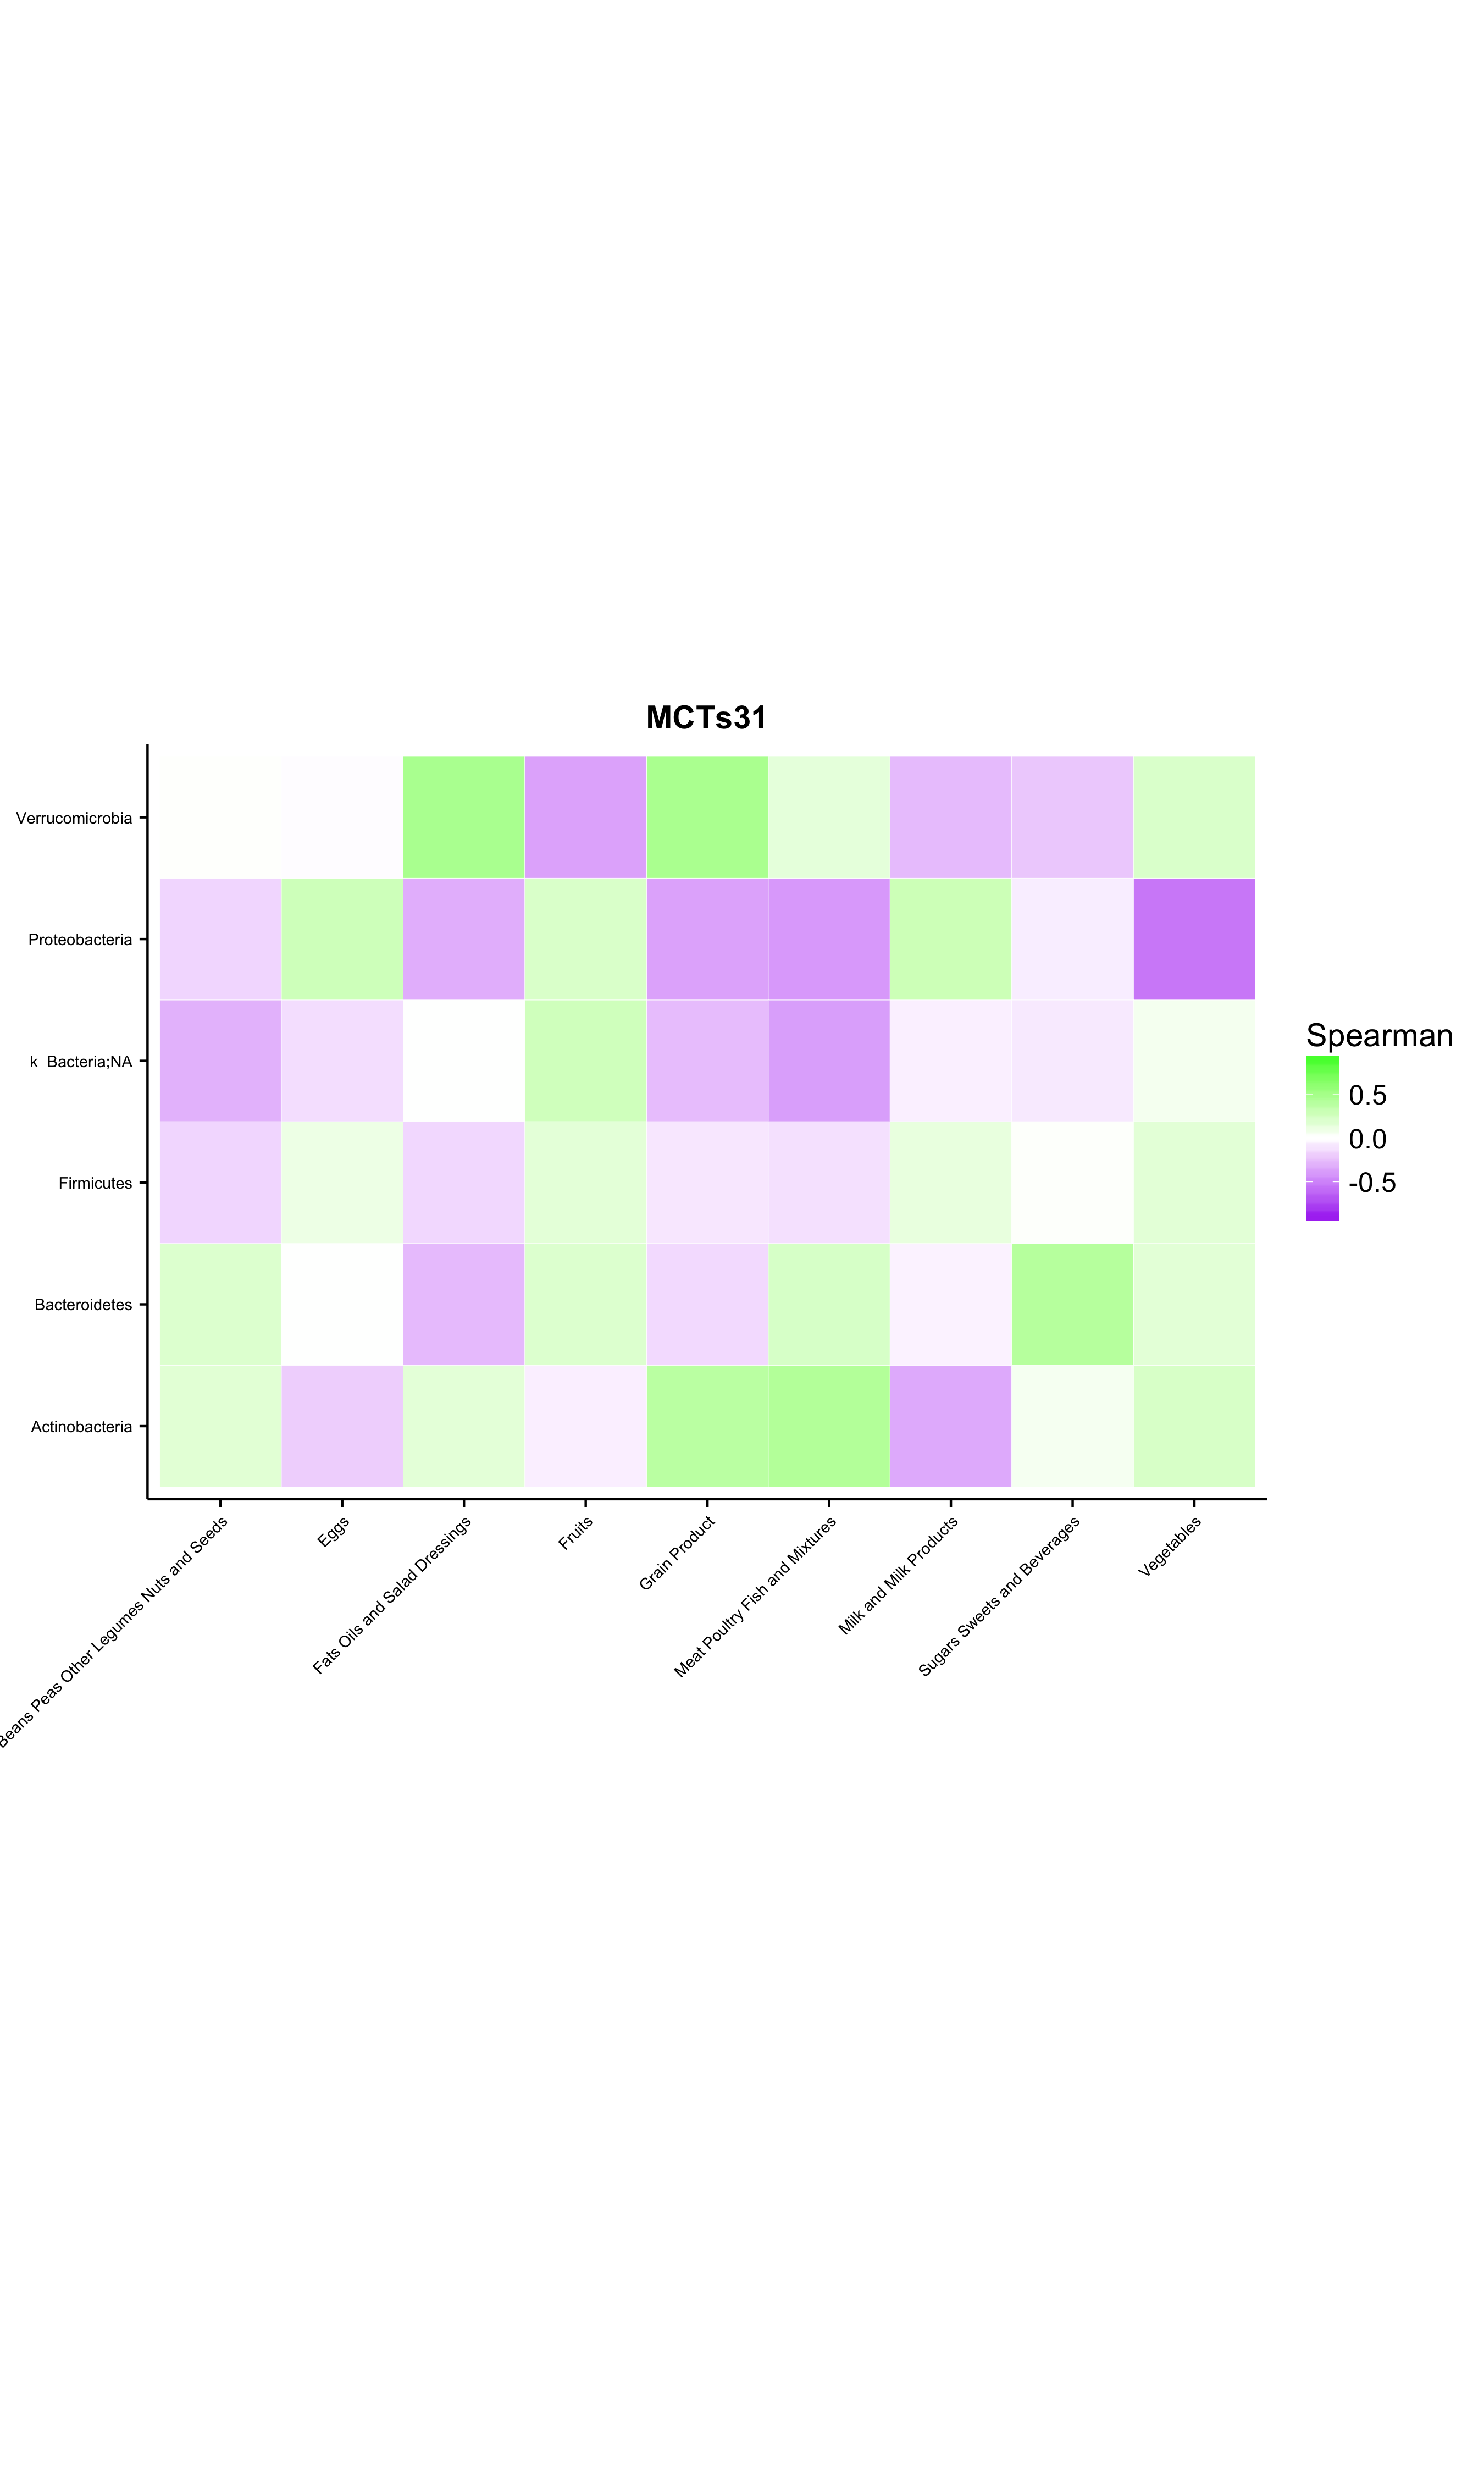 MCTs31
Verrucomicrobia
Proteobacteria
k  Bacteria;NA
Firmicutes
Bacteroidetes
Actinobacteria
Beans Peas Other Legumes Nuts and Seeds
Eggs
Fats Oils and Salad Dressings
Fruits
Grain Product
Meat Poultry Fish and Mixtures
Milk and Milk Products
Sugars Sweets and Beverages
Vegetables
Spearman
0.5
0.0
-0.5